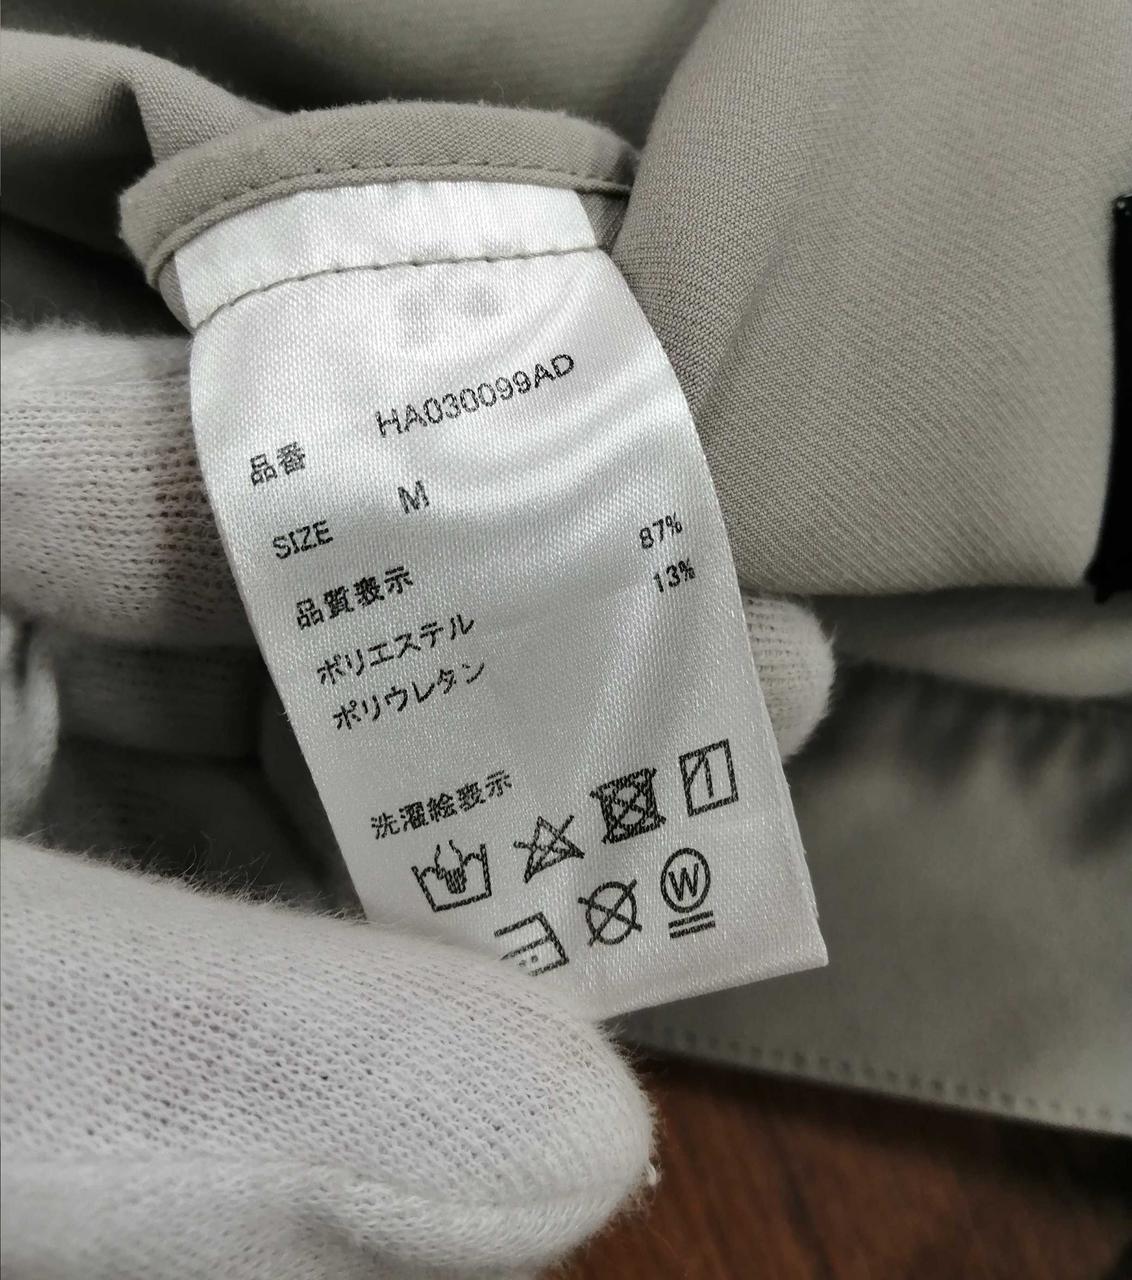 品番 HA030099AD
SIZE M
品質表示
ポリエステル 87%
ポリウレタン 13%
洗濯絵表示
W